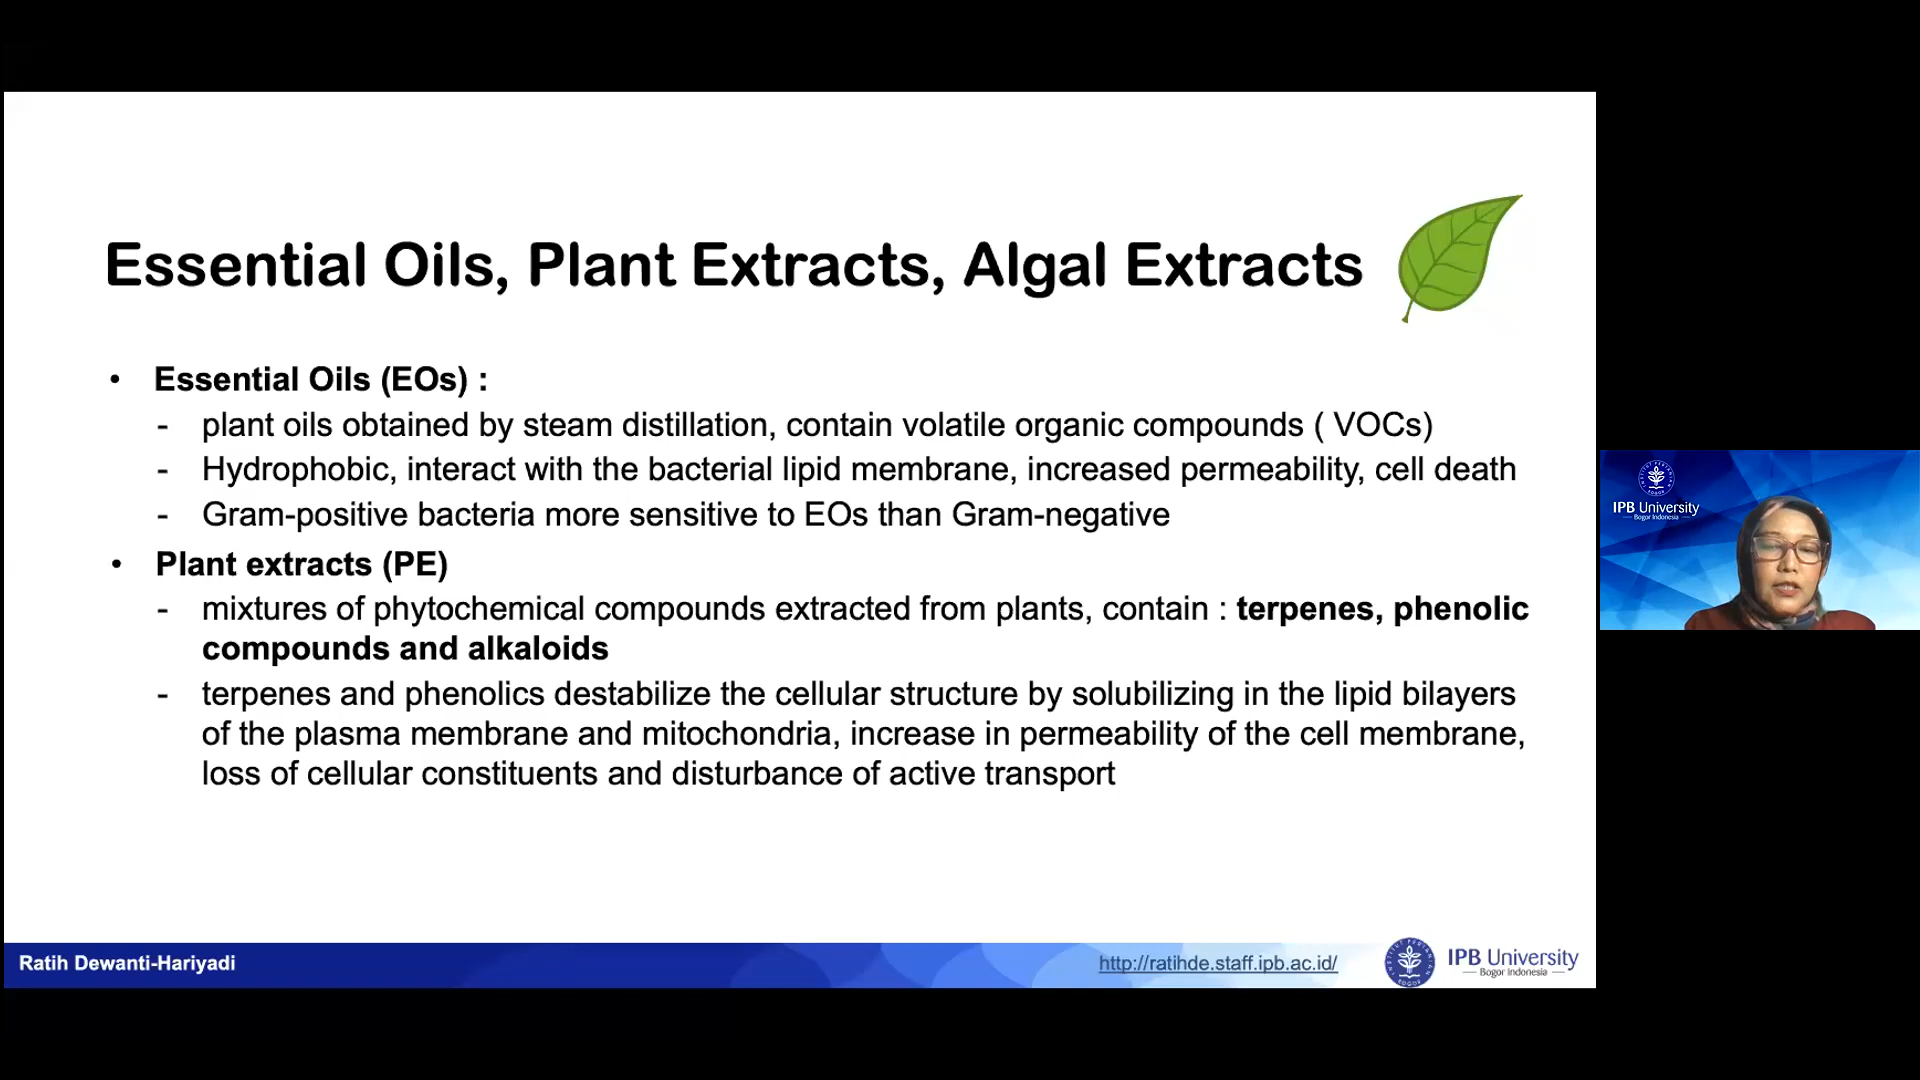 Essential Oils, Plant Extracts, Algal Extracts
• Essential Oils (EOs) :
- plant oils obtained by steam distillation, contain volatile organic compounds ( VOCs)
- Hydrophobic, interact with the bacterial lipid membrane, increased permeability, cell death
- Gram-positive bacteria more sensitive to EOs than Gram-negative
• Plant extracts (PE)
- mixtures of phytochemical compounds extracted from plants, contain : terpenes, phenolic
compounds and alkaloids
- terpenes and phenolics destabilize the cellular structure by solubilizing in the lipid bilayers
of the plasma membrane and mitochondria, increase in permeability of the cell membrane,
loss of cellular constituents and disturbance of active transport
Ratih Dewanti-Hariyadi
http://ratihde.staff.ipb.ac.id/
IPB University
Bogor Indonesia
IPB University
Bogor Indonesia